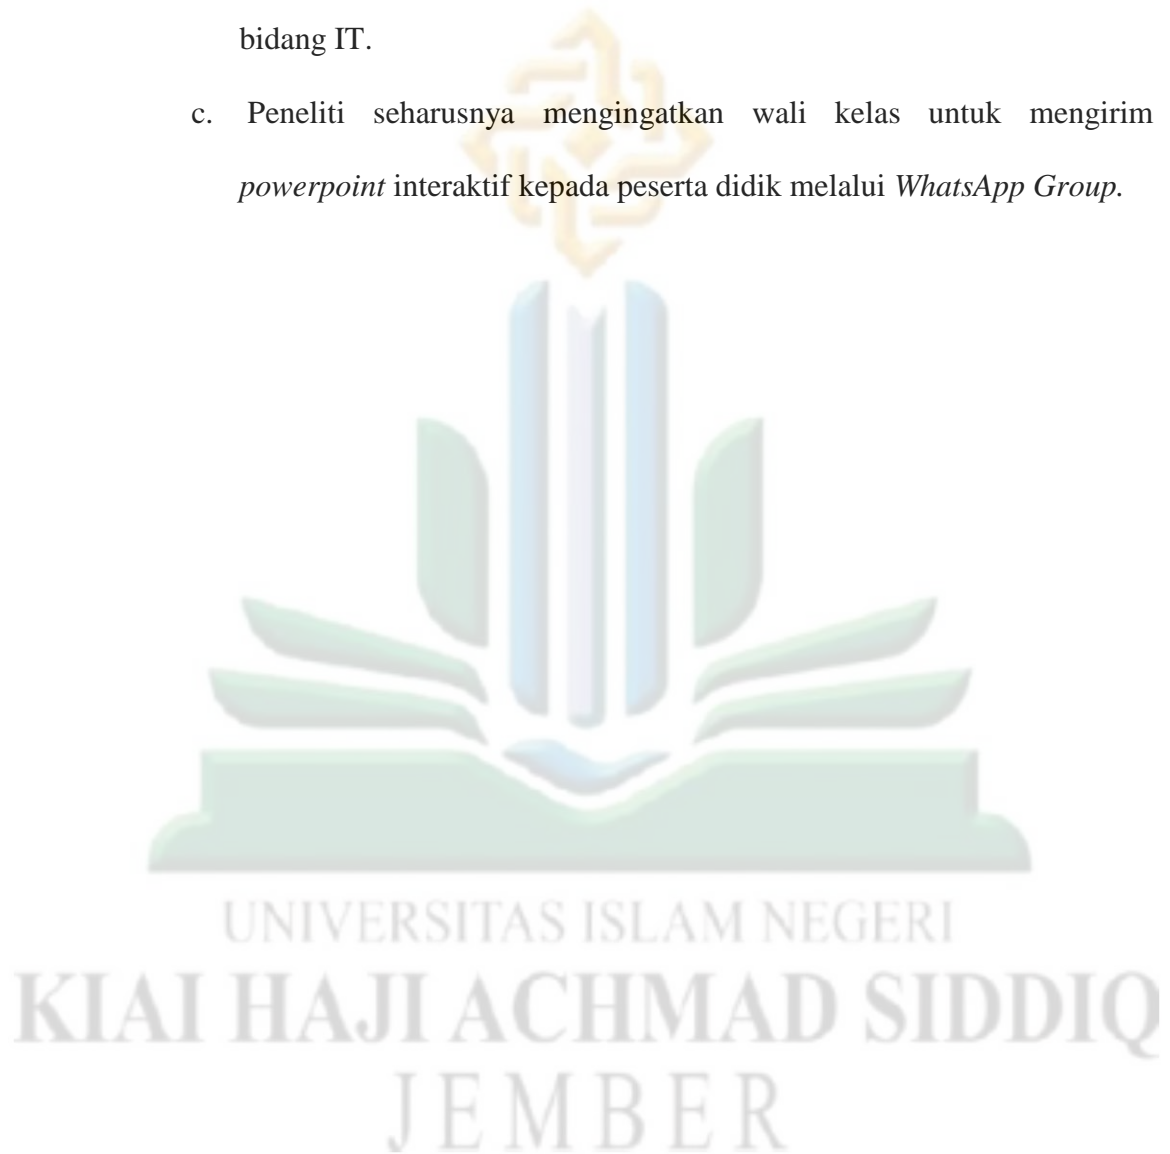 bidang IT.
c. Peneliti seharusnya mengingatkan wali kelas untuk mengirim
powerpoint interaktif kepada peserta didik melalui WhatsApp Group.
UNIVERSITAS ISLAM NEGERI
KIAI HAJI ACHMAD SIDDIQ
JEMBER